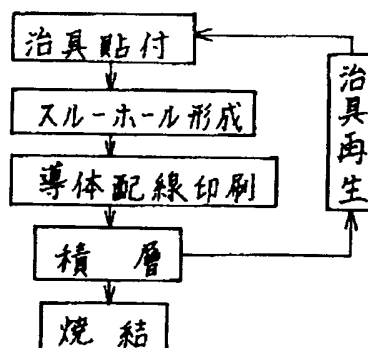 治具貼付
スルーホール形成
導体配線印刷
積層
焼結
治具再生